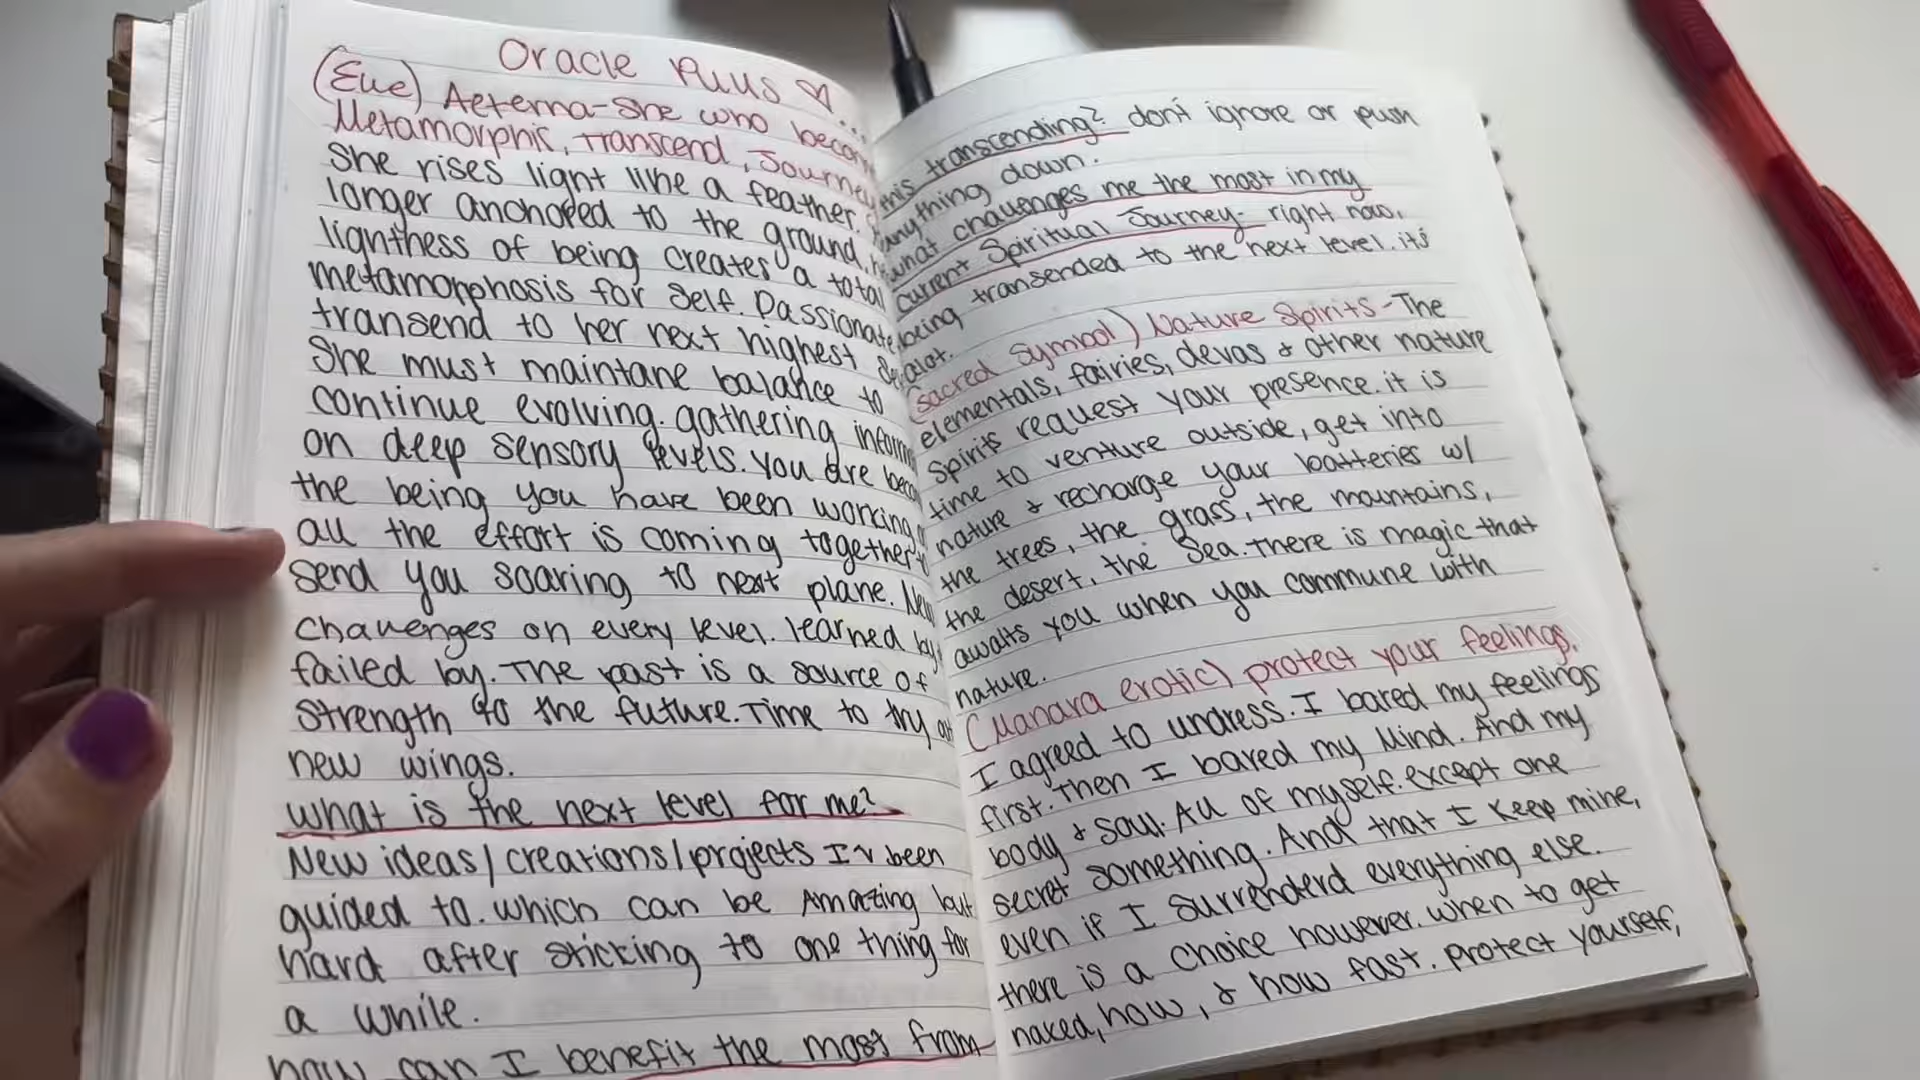 Oracle Pulls ♡...
(Eve) Aeterna-She who becom
Metamorphis, Transcend, Journey
She rises light like a feather.
longer anchored to the ground.
lighthess of being creates a total
metamorphosis for Self. Passionate
transend to her next highest
She must maintane balance to
continue evolving. gathering inform
on deep sensory levels. You are beco
the being you have been working
all the effort is coming together
send you soaring to next plane. New
challenges on every level. learned by
failed by. The past is a source of
Strength to the future. Time to try
new wings.
What is the next level for me?
New ideas/creations/projects I'v been
guided to. which can be Amazing but
hard after sticking to one thing for
a while.
how can I benefit the most from
this transcending? don't ignore or push
anything down.
what challenges me the most in my
current Spiritual Journey- right now,
being transended to the next level. it's
alot.
(Sacred Symbol) Nature Spirits-The
elementals, fairies, devas & other nature
Spirits request your presence. it is
time to venture outside, get into
nature & recharge your batteries w/
the trees, the grass, the mountains,
the desert, the Sea. There is magic that
awaits you when you commune with
nature.
(Manara erotic) protect your feelings.
I agreed to undress. I bared my feelings
first. Then I bared my Mind. And my
body & soul. All of myself. except one
secret something. And that I keep mine,
even if I surrenderd everything else.
there is a choice however. when to get
naked, how, & how fast. protect yourself,